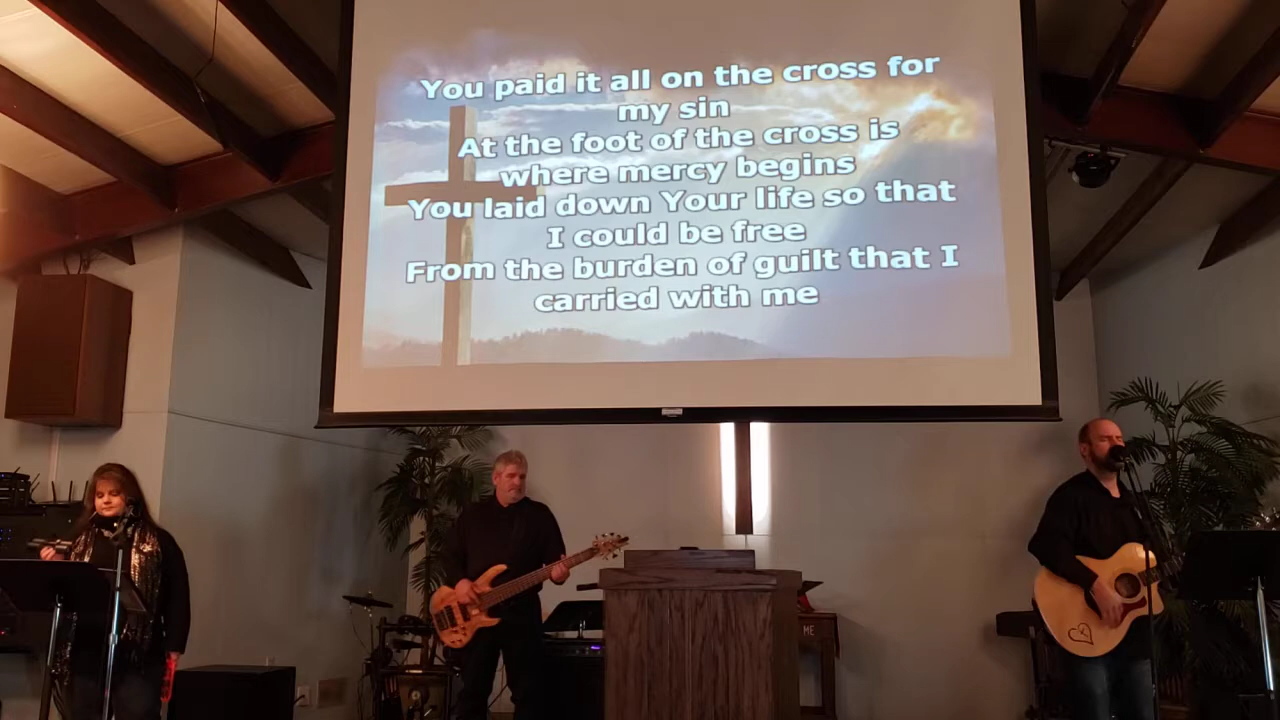 You paid it all on the cross for
my sin
At the foot of the cross is
where mercy begins
You laid down Your life so that
I could be free
From the burden of guilt that I
carried with me
ME